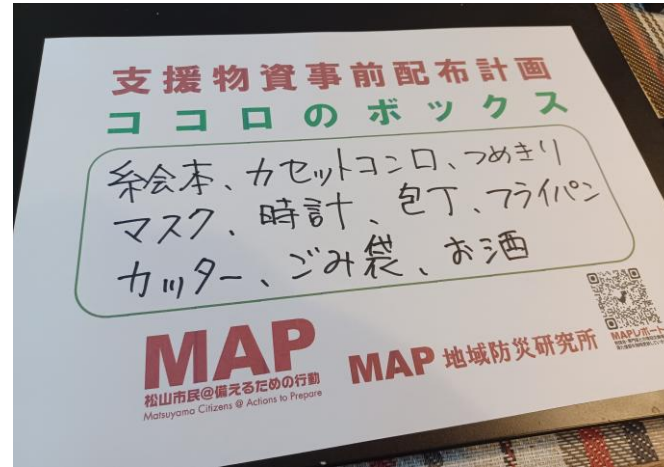 支援物資事前配布計画
ココロのボックス
絵本、カセットコンロ、つめきり
マスク、時計、包丁、フライパン
カッター、ごみ袋、お酒
MAP
松山市民@備えるための行動
Matsuyama Citizens @ Actions to Prepare
MAP 地域防災研究所
MAPレポート